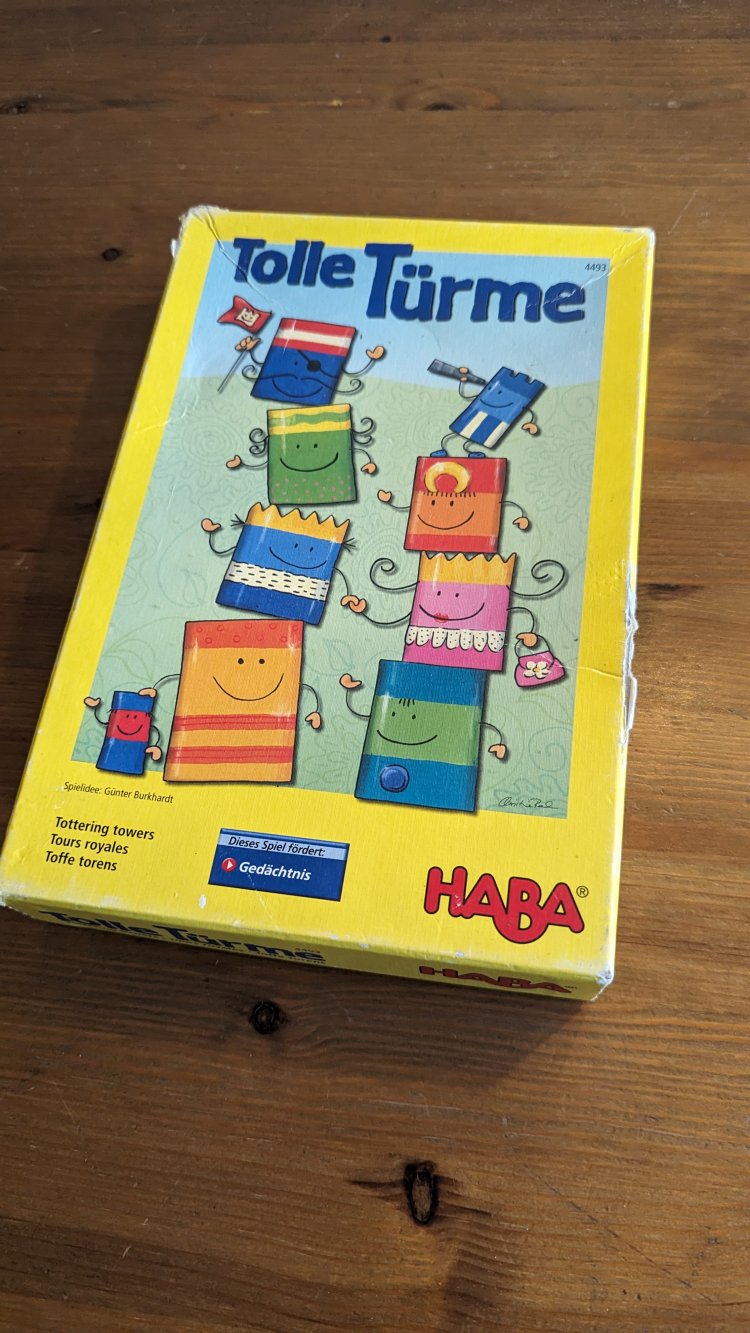 Tolle Türme
4493
Spielidee: Günter Burkhardt
Tottering towers
Tours royales
Toffe torens
Dieses Spiel fördert:
Gedächtnis
HABA®
Tolle Türme
4493
HABA